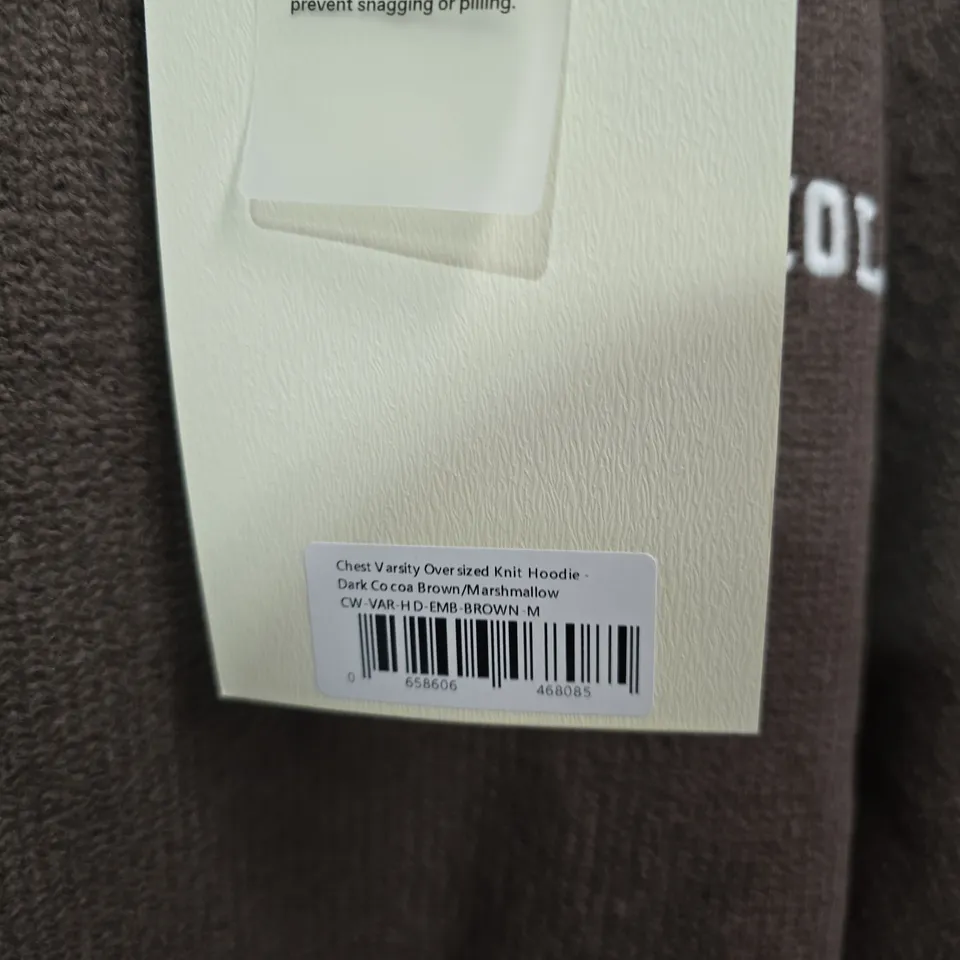 prevent snagging or pilling.
OL
Chest Varsity Oversized Knit Hoodie -
Dark Cocoa Brown/Marshmallow
CW-VAR-HD-EMB-BROWN-M
0 658606 468085